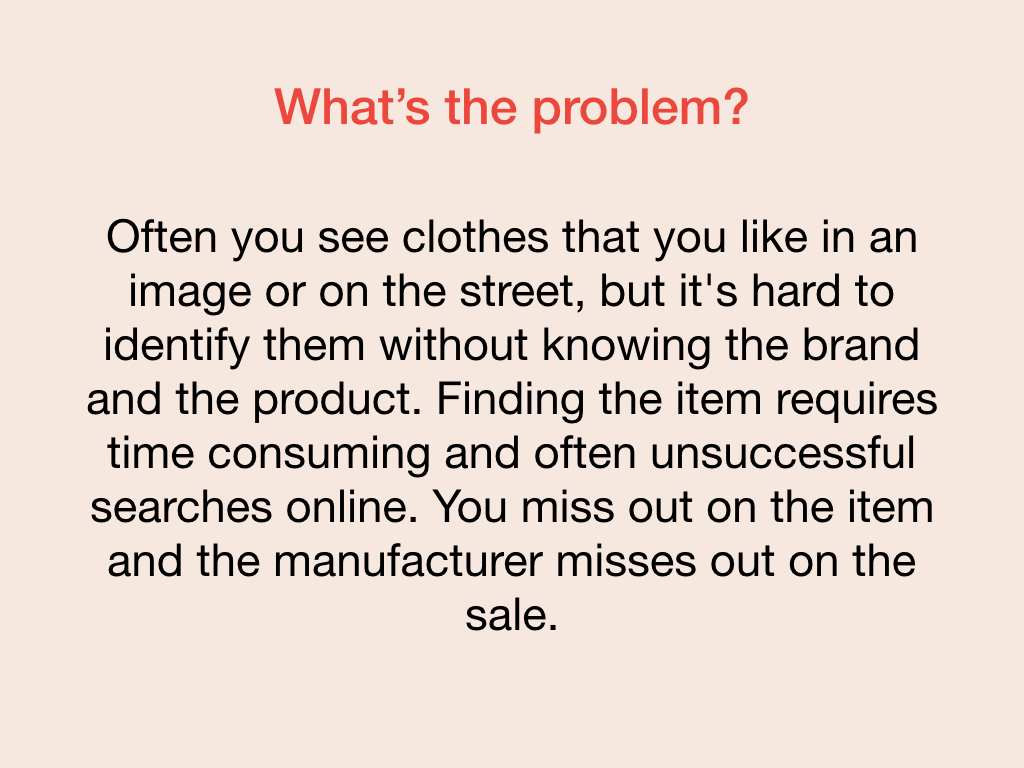 What’s the problem?
Often you see clothes that you like in an
image or on the street, but it's hard to
identify them without knowing the brand
and the product. Finding the item requires
time consuming and often unsuccessful
searches online. You miss out on the item
and the manufacturer misses out on the
sale.